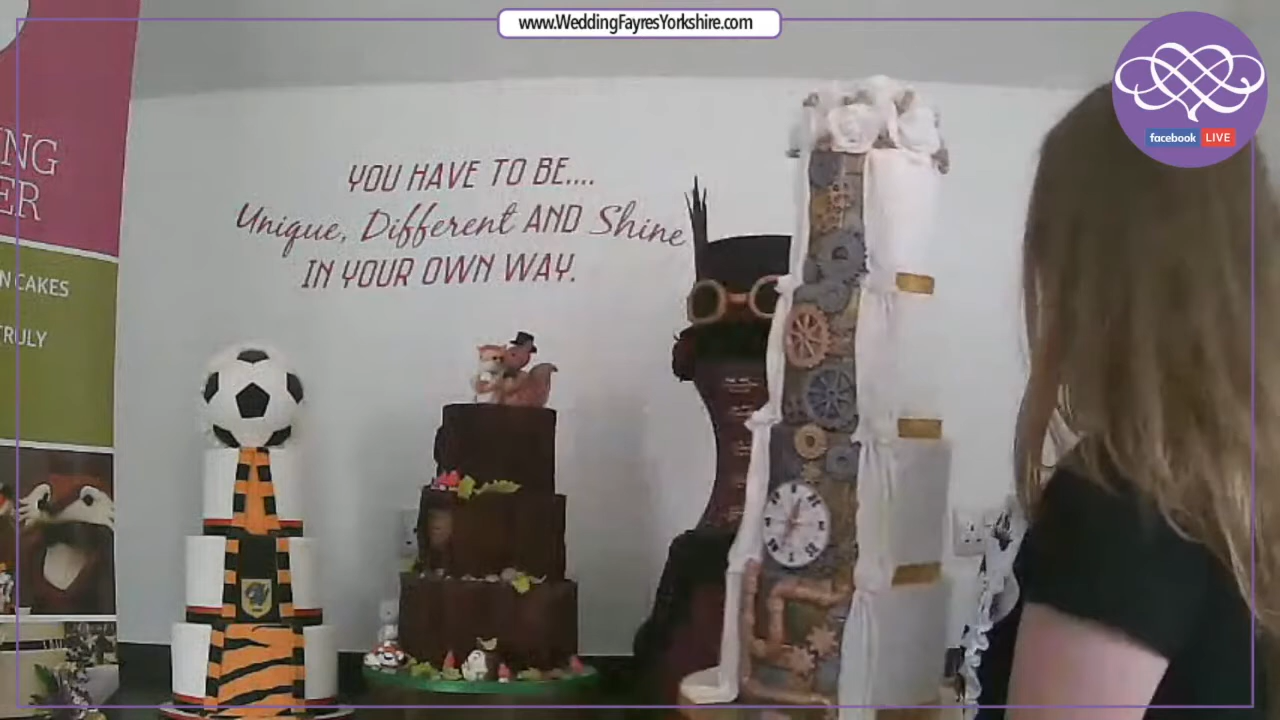 www.WeddingFayresYorkshire.com
facebook LIVE
NG
ER
N CAKES
TRULY
YOU HAVE TO BE....
Unique, Different AND Shine
IN YOUR OWN WAY.